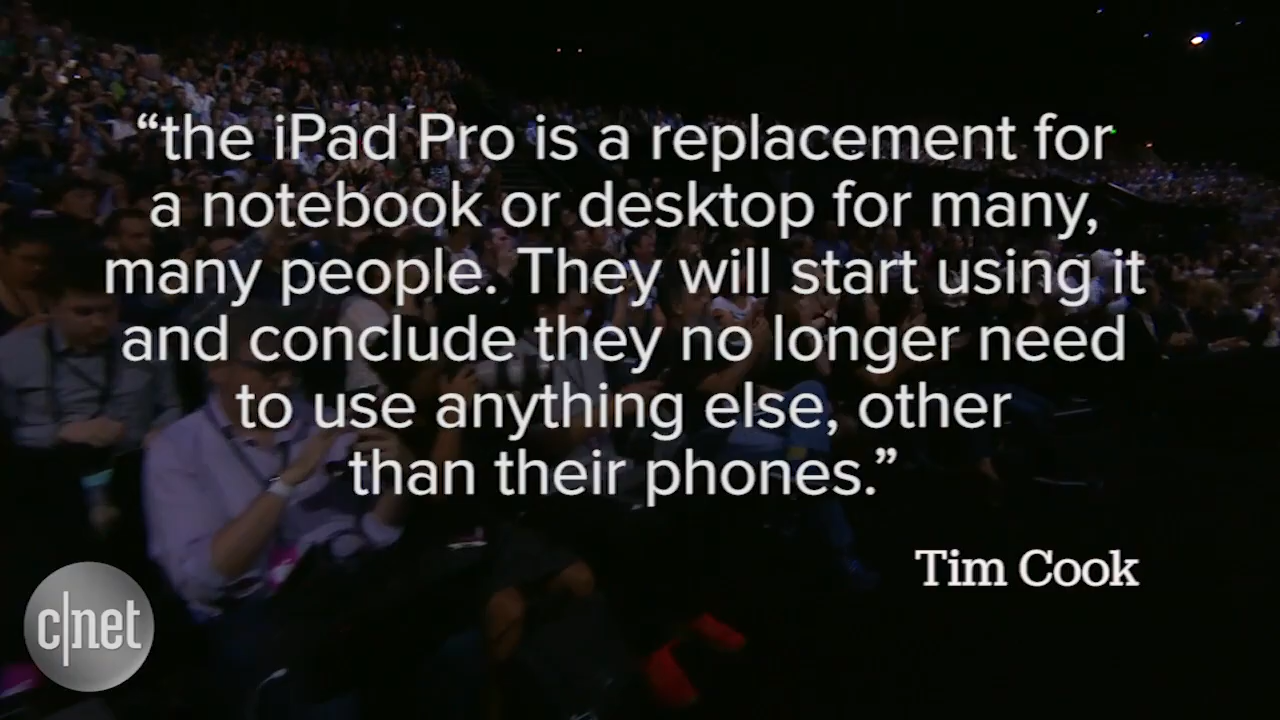 “the iPad Pro is a replacement for
a notebook or desktop for many,
many people. They will start using it
and conclude they no longer need
to use anything else, other
than their phones.”
Tim Cook
c|net